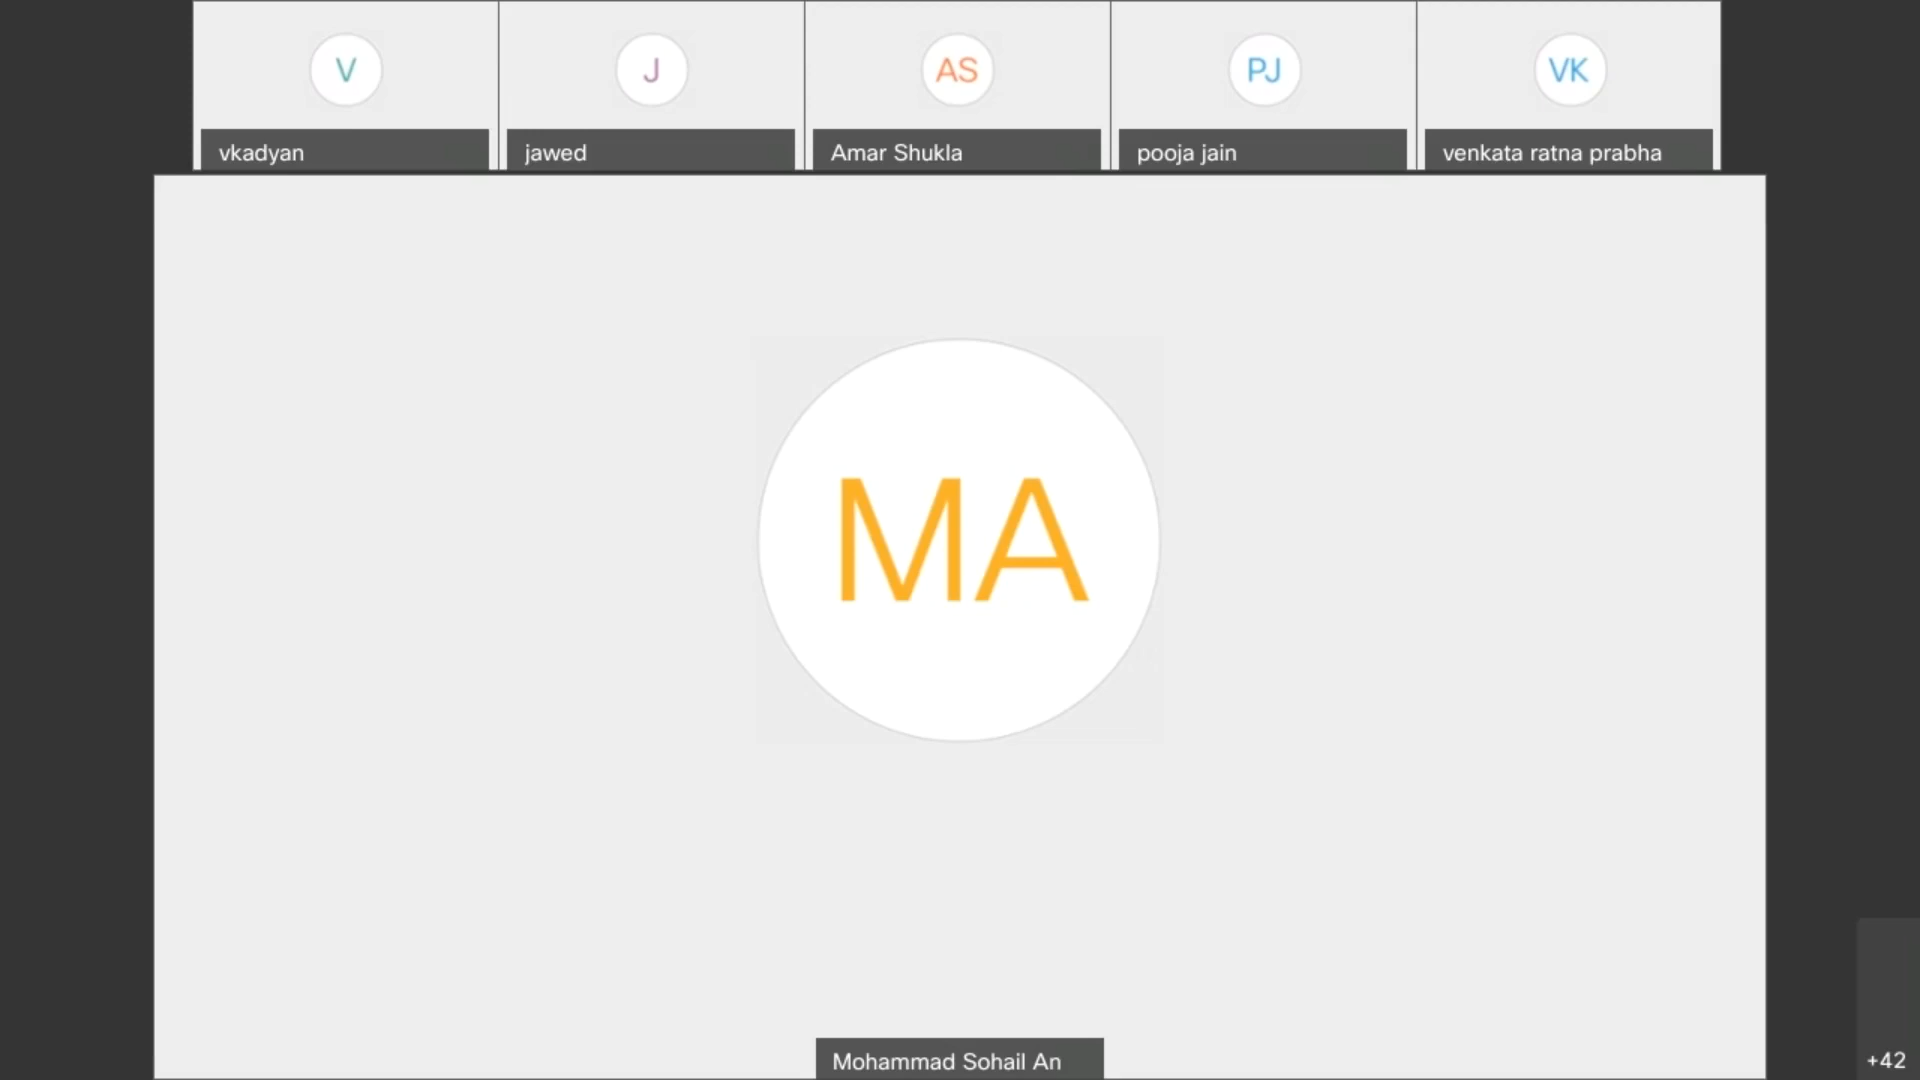 V
J
AS
PJ
VK
vkadyan
jawed
Amar Shukla
pooja jain
venkata ratna prabha
MA
Mohammad Sohail An
+42